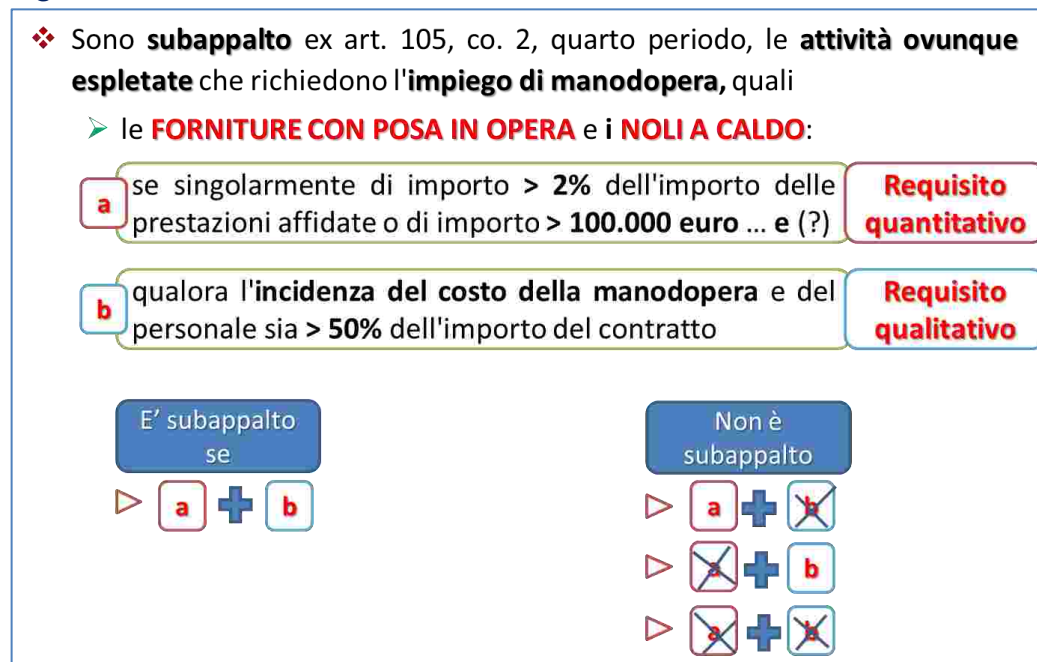 ❖ Sono subappalto ex art. 105, co. 2, quarto periodo, le attività ovunque
espletate che richiedono l'impiego di manodopera, quali
➢ le FORNITURE CON POSA IN OPERA e i NOLI A CALDO:
a
se singolarmente di importo > 2% dell'importo delle
prestazioni affidate o di importo > 100.000 euro ... e (?)
Requisito
quantitativo
b
qualora l'incidenza del costo della manodopera e del
personale sia > 50% dell'importo del contratto
Requisito
qualitativo
E' subappalto
se
a + b
Non è
subappalto
a + b
a + b
a + b